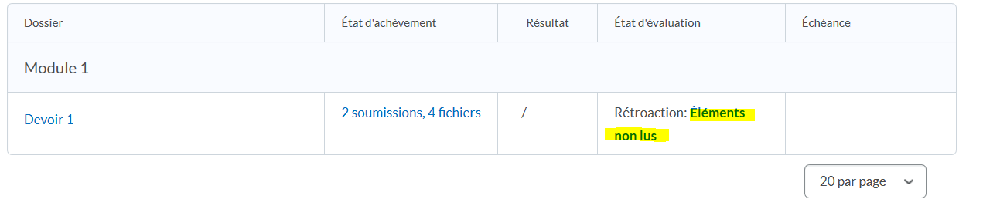 Dossier État d'achèvement Résultat État d'évaluation Échéance
Module 1
Devoir 1 2 soumissions, 4 fichiers - / - Rétroaction: Éléments
non lus
20 par page